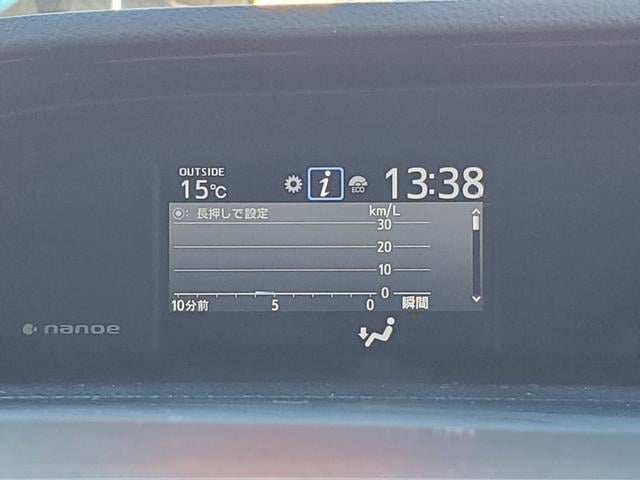 OUTSIDE
15℃
i
ECO
13:38
◉: 長押しで設定
km/L
30
20
10
0
10分前 5 0 瞬間
nanoe